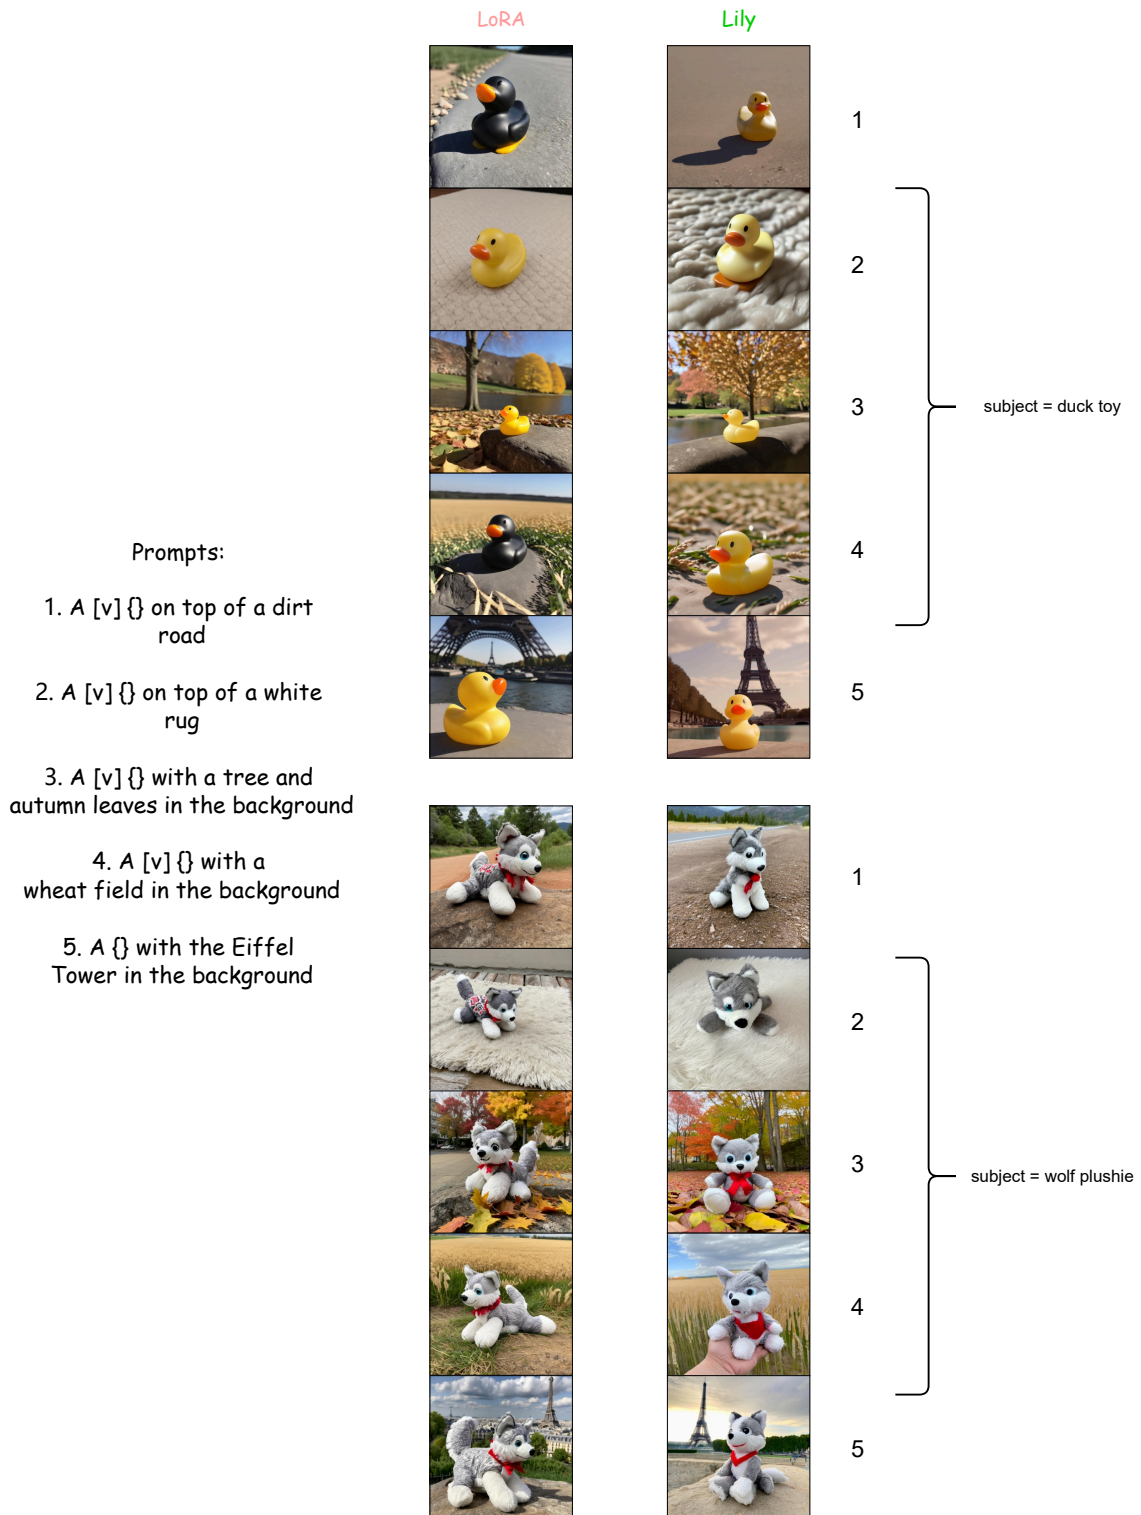 LoRA
Lily
1
2
3
subject = duck toy
4
5
Prompts:
1. A [v] {} on top of a dirt
road
2. A [v] {} on top of a white
rug
3. A [v] {} with a tree and
autumn leaves in the background
4. A [v] {} with a
wheat field in the background
5. A {} with the Eiffel
Tower in the background
1
2
3
subject = wolf plushie
4
5